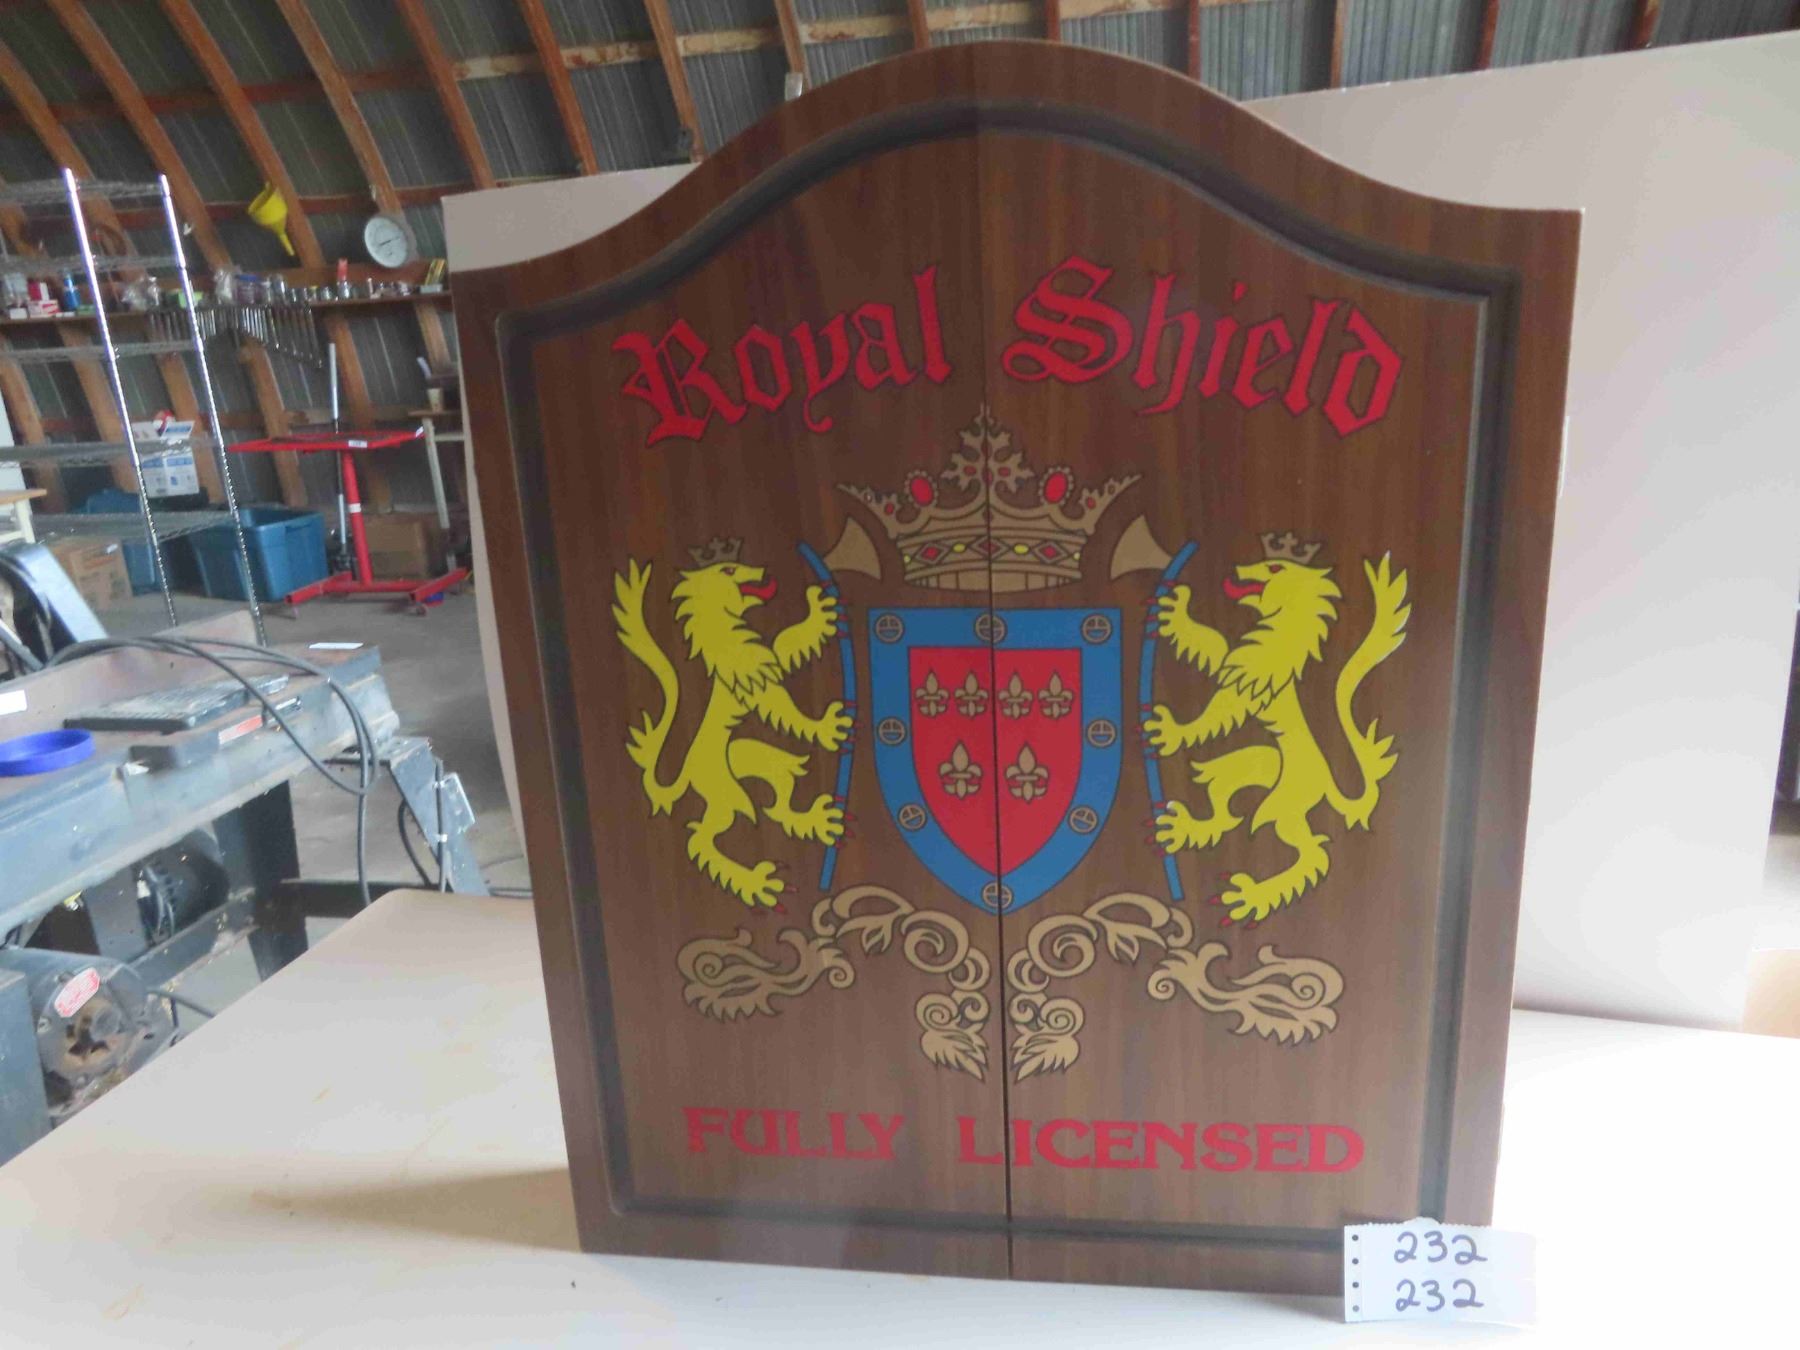 Royal Shield
FULLY LICENSED
232
232